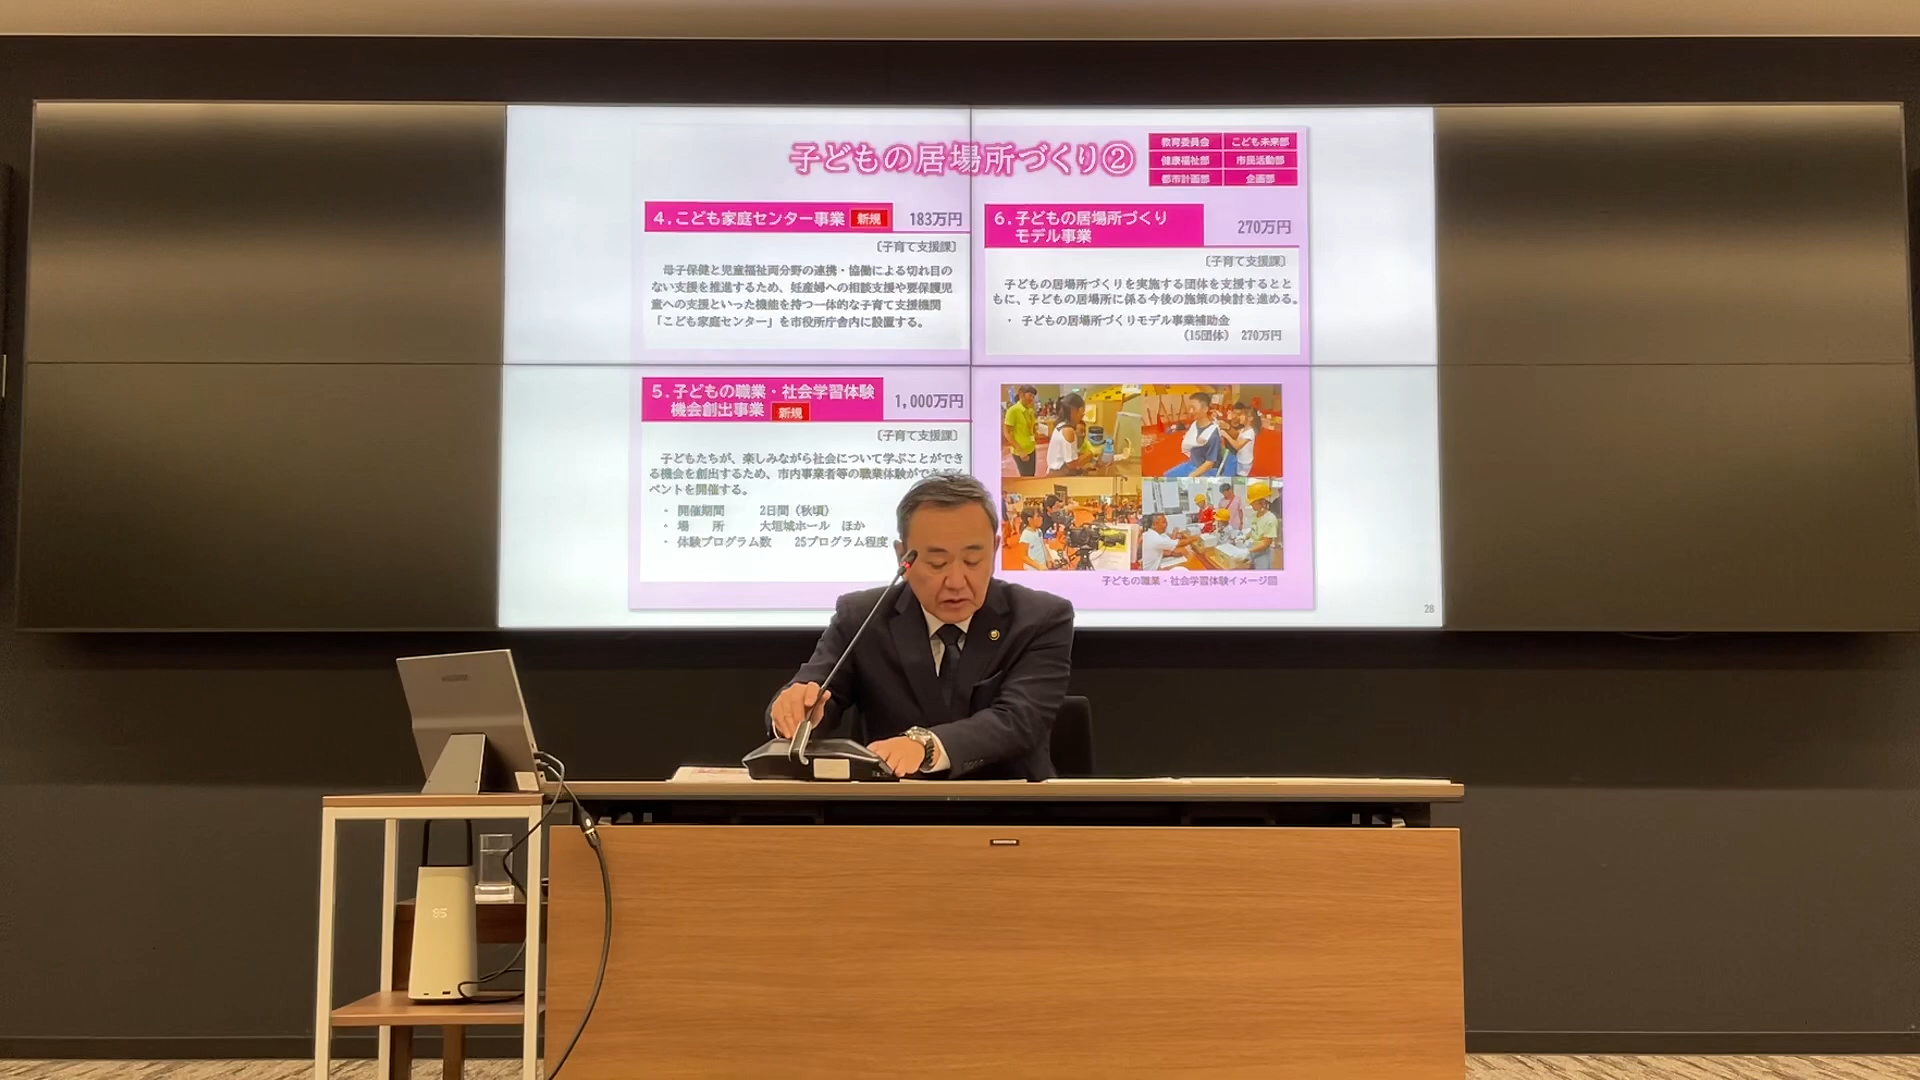 子どもの居場所づくり②
教育委員会 こども未来部
健康福祉部 市民活動部
都市計画部 企画部
4.こども家庭センター事業 新規 183万円
〔子育て支援課〕
母子保健と児童福祉両分野の連携・協働による切れ目の
ない支援を推進するため、妊産婦への相談支援や要保護児
童への支援といった機能を持つ一体的な子育て支援機関
「こども家庭センター」を市役所庁舎内に設置する。
5.子どもの職業・社会学習体験
機会創出事業 新規 1,000万円
〔子育て支援課〕
子どもたちが、楽しみながら社会について学ぶことができ
る機会を創出するため、市内事業者等の職業体験ができ
ベントを開催する。
・ 開催期間 2日間（秋頃）
・ 場 所 大垣城ホール ほか
・ 体験プログラム数 25プログラム程度
6.子どもの居場所づくり
モデル事業 270万円
〔子育て支援課〕
子どもの居場所づくりを実施する団体を支援するとと
もに、子どもの居場所に係る今後の施策の検討を進める。
・ 子どもの居場所づくりモデル事業補助金
（15団体） 270万円
子どもの職業・社会学習体験イメージ図
28